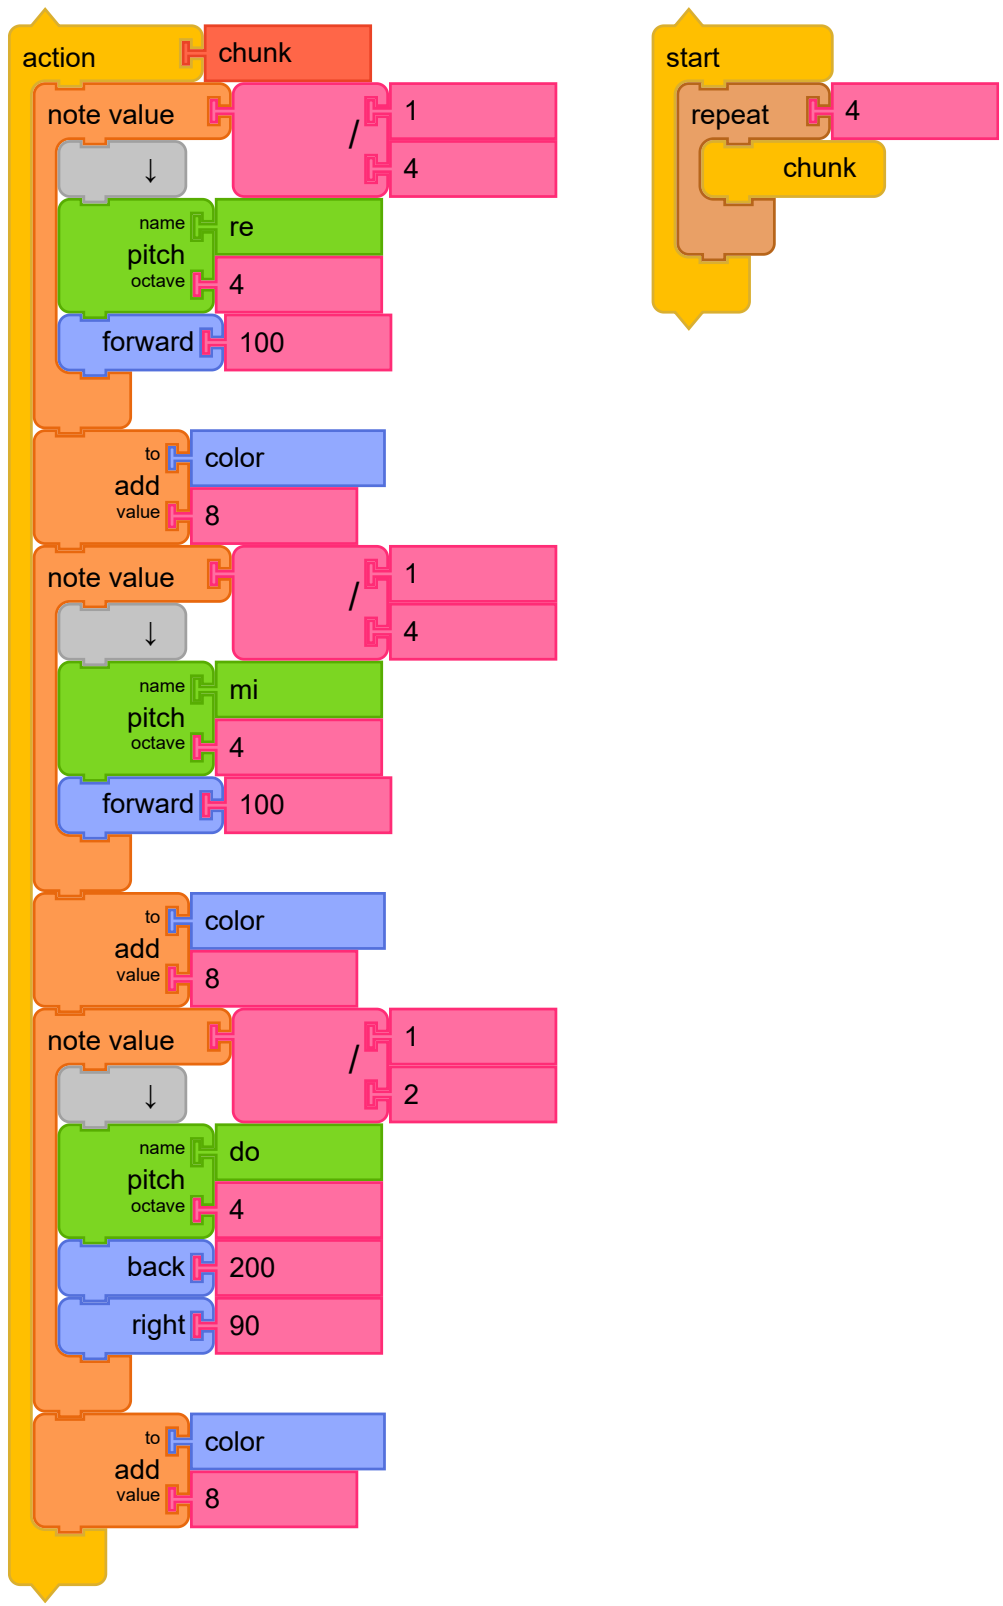 action chunk
note value / 1
4
↓
name re
pitch
octave 4
forward 100
to color
add
value 8
note value / 1
4
↓
name mi
pitch
octave 4
forward 100
to color
add
value 8
note value / 1
2
↓
name do
pitch
octave 4
back 200
right 90
to color
add
value 8
start
repeat 4
chunk